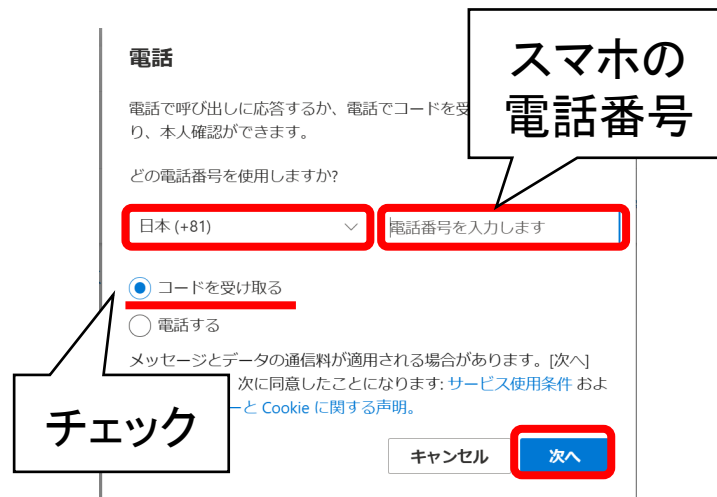 電話
スマホの
電話番号
電話で呼び出しに応答するか、電話でコードを受
り、本人確認ができます。
どの電話番号を使用しますか?
日本 (+81)
電話番号を入力します
コードを受け取る
電話する
メッセージとデータの通信料が適用される場合があります。[次へ]
次に同意したことになります: サービス使用条件 およ
ーと Cookie に関する声明。
チェック
キャンセル
次へ